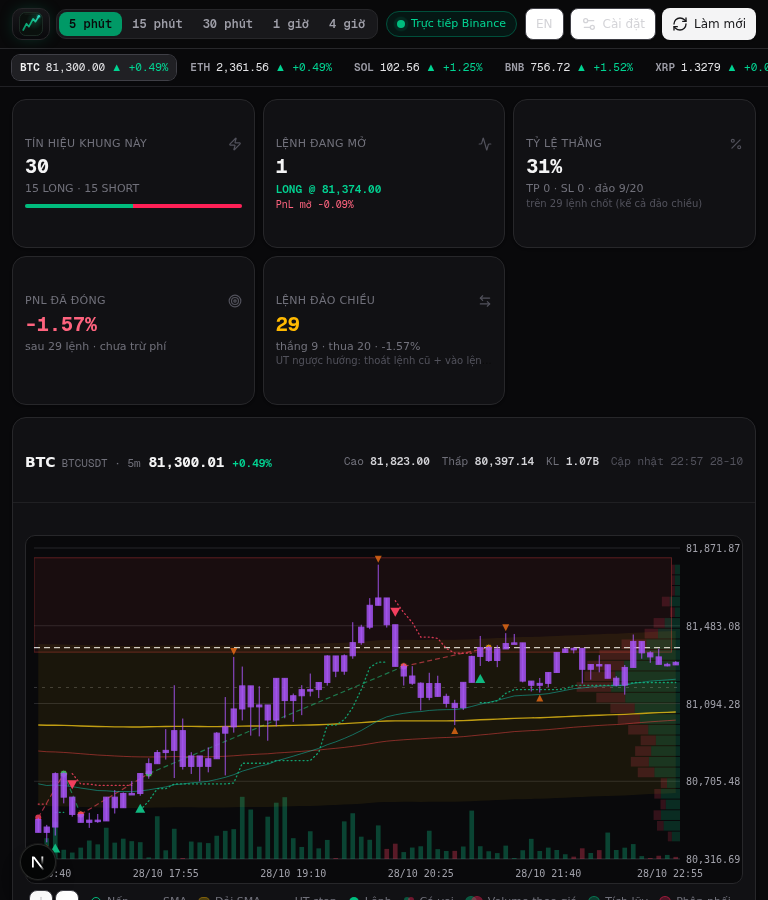 5 phút 15 phút 30 phút 1 giờ 4 giờ Trực tiếp Binance EN Cài đặt Làm mới
BTC 81,300.00 ▲ +0.49% ETH 2,361.56 ▲ +0.49% SOL 102.56 ▲ +1.25% BNB 756.72 ▲ +1.52% XRP 1.3279 ▲
TÍN HIỆU KHUNG NÀY
30
15 LONG · 15 SHORT
LỆNH ĐANG MỞ
1
LONG @ 81,374.00
PnL mở -0.09%
TỶ LỆ THẮNG
31%
TP 0 · SL 0 · đảo 9/20
trên 29 lệnh chốt (kể cả đảo chiều)
PNL ĐÃ ĐÓNG
-1.57%
sau 29 lệnh · chưa trừ phí
LỆNH ĐẢO CHIỀU
29
thắng 9 · thua 20 · -1.57%
UT ngược hướng: thoát lệnh cũ + vào lện
BTC BTCUSDT · 5m 81,300.01 +0.49% Cao 81,823.00 Thấp 80,397.14 KL 1.07B Cập nhật 22:57 28-10
81,871.87
81,483.08
81,094.28
80,705.48
80,316.69
:40 28/10 17:55 28/10 19:10 28/10 20:25 28/10 21:40 28/10 22:55
N